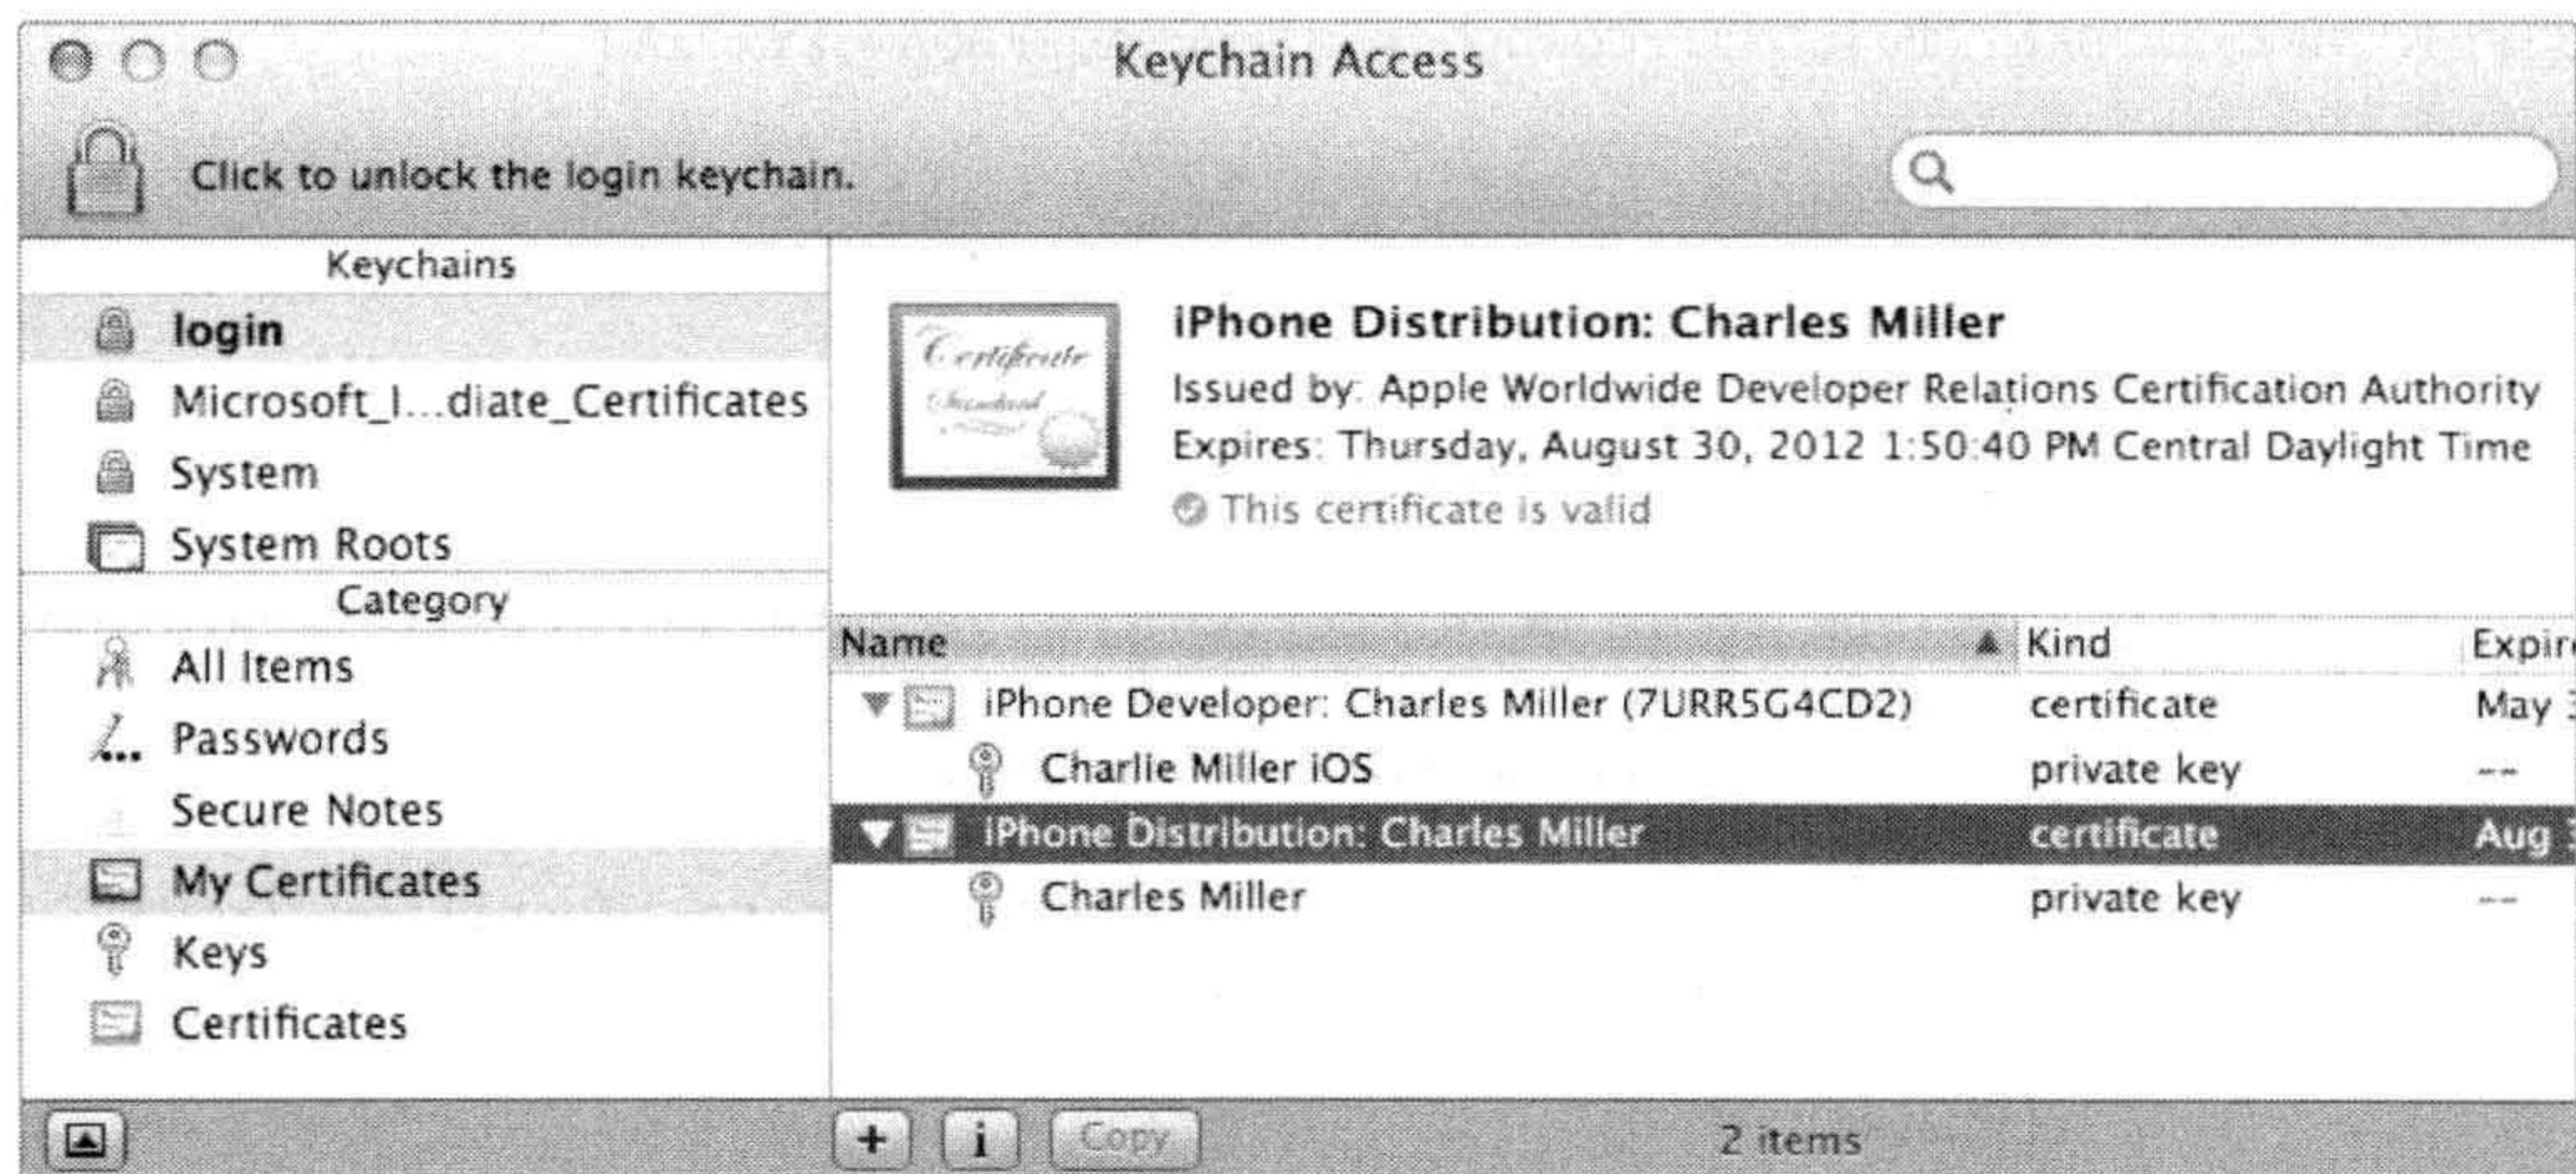 Keychain Access
Click to unlock the login keychain.
Keychains
login
Microsoft_I...diate_Certificates
System
System Roots
Category
All Items
Passwords
Secure Notes
My Certificates
Keys
Certificates
Certificate
Standard
iPhone Distribution: Charles Miller
Issued by: Apple Worldwide Developer Relations Certification Authority
Expires: Thursday, August 30, 2012 1:50:40 PM Central Daylight Time
This certificate is valid
Name Kind Expire
iPhone Developer: Charles Miller (7URR5G4CD2) certificate May
Charlie Miller iOS private key --
iPhone Distribution: Charles Miller certificate Aug
Charles Miller private key --
+ i Copy 2 items